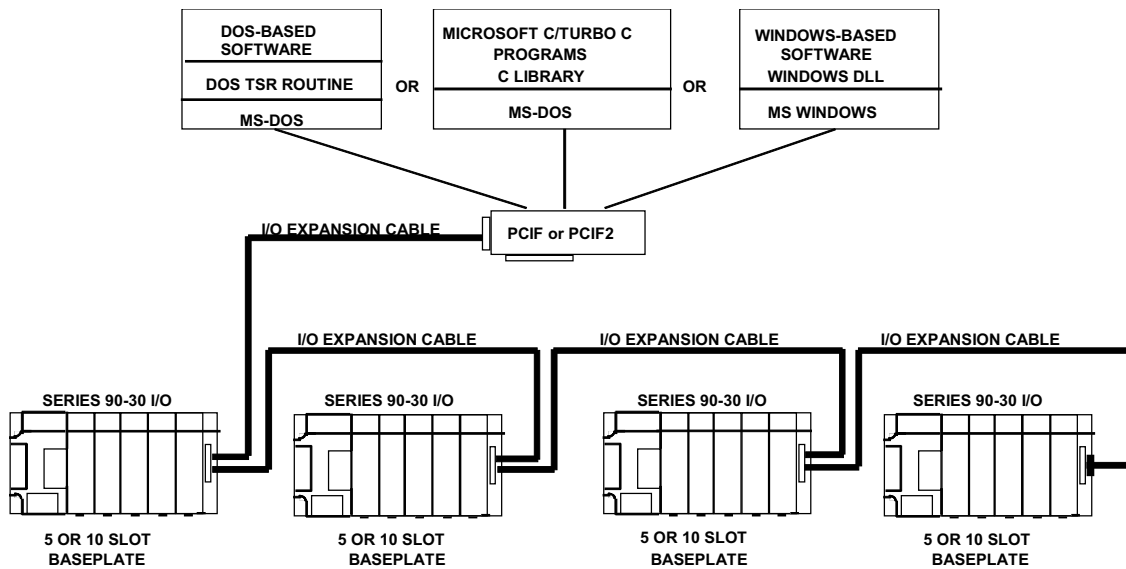 DOS-BASED
SOFTWARE
DOS TSR ROUTINE
MS-DOS
OR
MICROSOFT C/TURBO C
PROGRAMS
C LIBRARY
MS-DOS
OR
WINDOWS-BASED
SOFTWARE
WINDOWS DLL
MS WINDOWS
I/O EXPANSION CABLE
PCIF or PCIF2
I/O EXPANSION CABLE
I/O EXPANSION CABLE
I/O EXPANSION CABLE
SERIES 90-30 I/O
SERIES 90-30 I/O
SERIES 90-30 I/O
SERIES 90-30 I/O
5 OR 10 SLOT
BASEPLATE
5 OR 10 SLOT
BASEPLATE
5 OR 10 SLOT
BASEPLATE
5 OR 10 SLOT
BASEPLATE